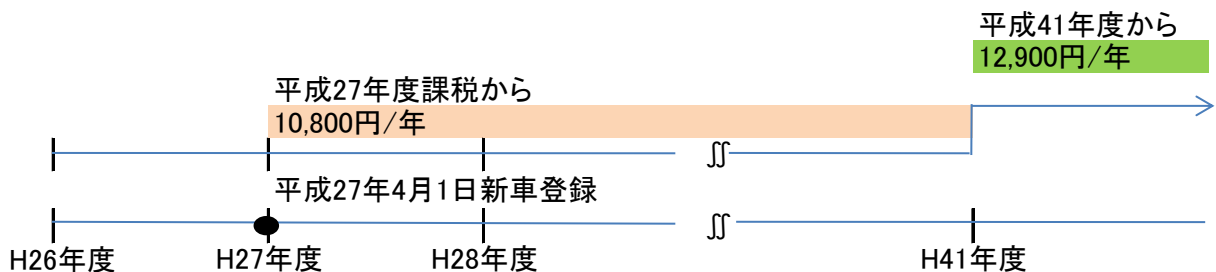 平成41年度から
12,900円/年
平成27年度課税から
10,800円/年
平成27年4月1日新車登録
H26年度
H27年度
H28年度
H41年度